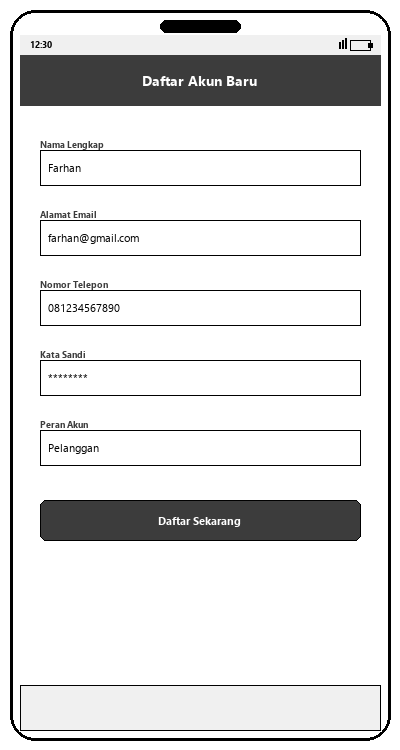 12:30
Daftar Akun Baru
Nama Lengkap
Farhan
Alamat Email
farhan@gmail.com
Nomor Telepon
081234567890
Kata Sandi
********
Peran Akun
Pelanggan
Daftar Sekarang